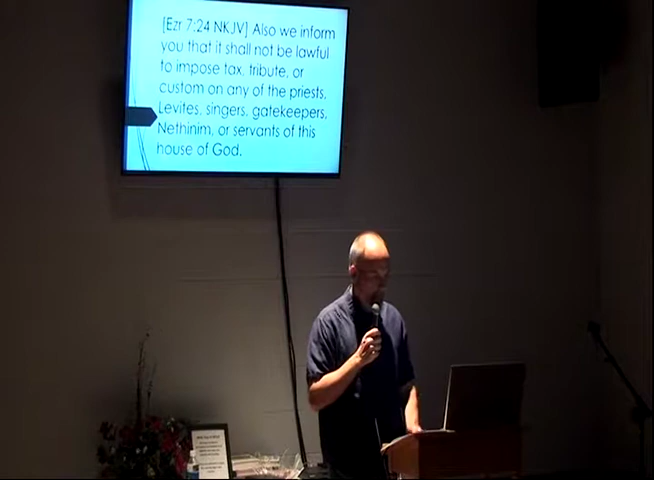 [Ezr 7:24 NKJV] Also we inform
you that it shall not be lawful
to impose tax, tribute, or
custom on any of the priests,
Levites, singers, gatekeepers,
Nethinim, or servants of this
house of God.